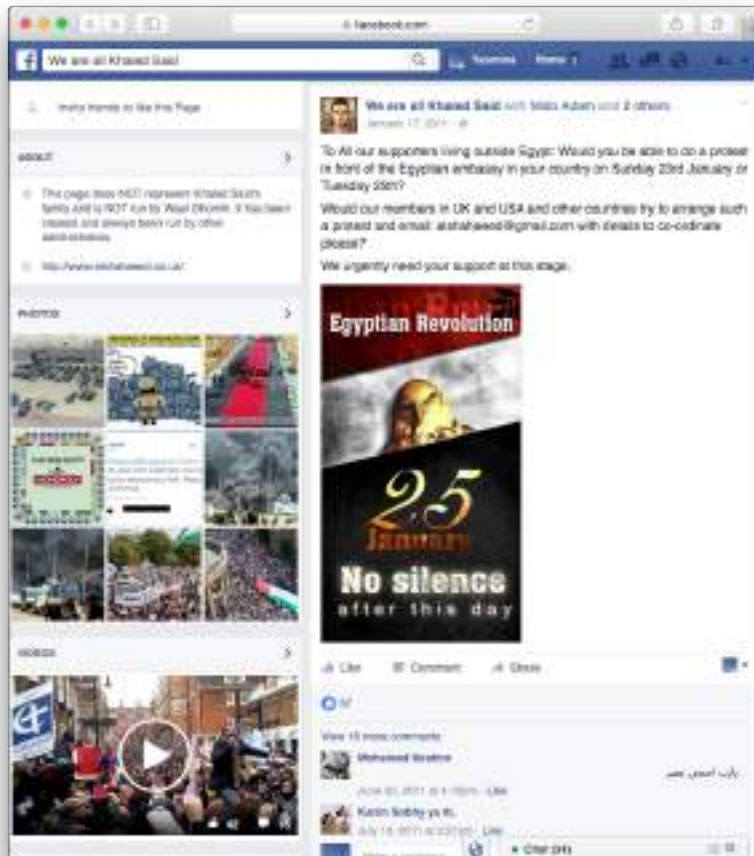 facebook.com
We are all Khaled Said
Home
Invite friends to like this Page
We are all Khaled Said with Mido Adam and 2 others
January 17, 2011
ABOUT
This page does NOT represent Khaled Said's
family and is NOT run by Wael Ghonim. It has been
created and always been run by other
administrators.
PHOTOS
MONOPOLY
VIDEOS
To All our supporters living outside Egypt: Would you be able to do a protest
in front of the Egyptian embassy in your country on Sunday 23rd January or
Tuesday 25th?
Would our members in UK and USA and other countries try to arrange such
a protest and email: with details to co-ordinate
please?
We urgently need your support at this stage.
Egyptian Revolution
25
January
No silence
after this day
Like Comment Share
View 15 more comments
Mohamed Ibrahim
Like
Karim Sobhy
Like
Chat (34)